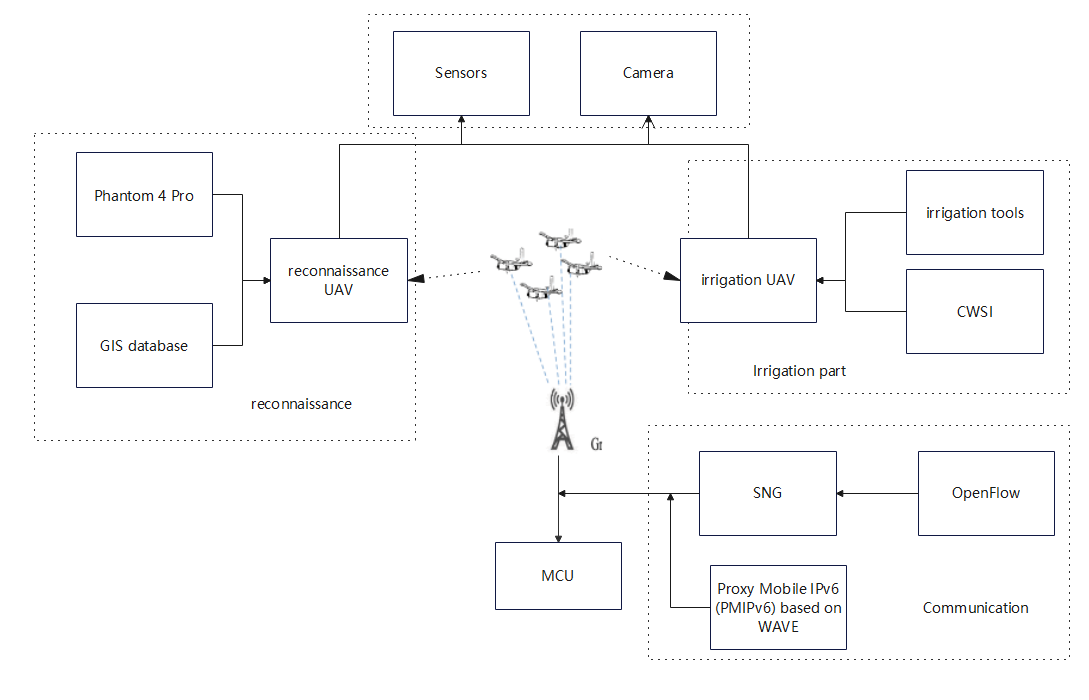 Sensors
Camera
Phantom 4 Pro
GIS database
reconnaissance
UAV
reconnaissance
irrigation UAV
irrigation tools
CWSI
Irrigation part
Gt
SNG
OpenFlow
MCU
Proxy Mobile IPv6
(PMIPv6) based on
WAVE
Communication